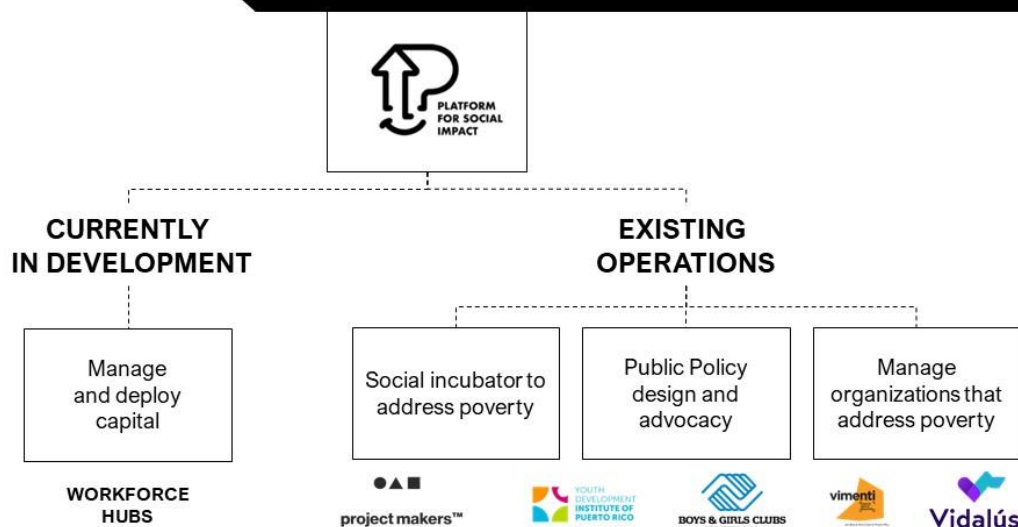 PLATFORM
FOR SOCIAL
IMPACT
CURRENTLY
IN DEVELOPMENT
EXISTING
OPERATIONS
Manage
and deploy
capital
Social incubator to
address poverty
Public Policy
design and
advocacy
Manage
organizations that
address poverty
WORKFORCE
HUBS
project makers™
YOUTH
DEVELOPMENT
INSTITUTE OF
PUERTO RICO
BOYS & GIRLS CLUBS
vimenti
Vidalús